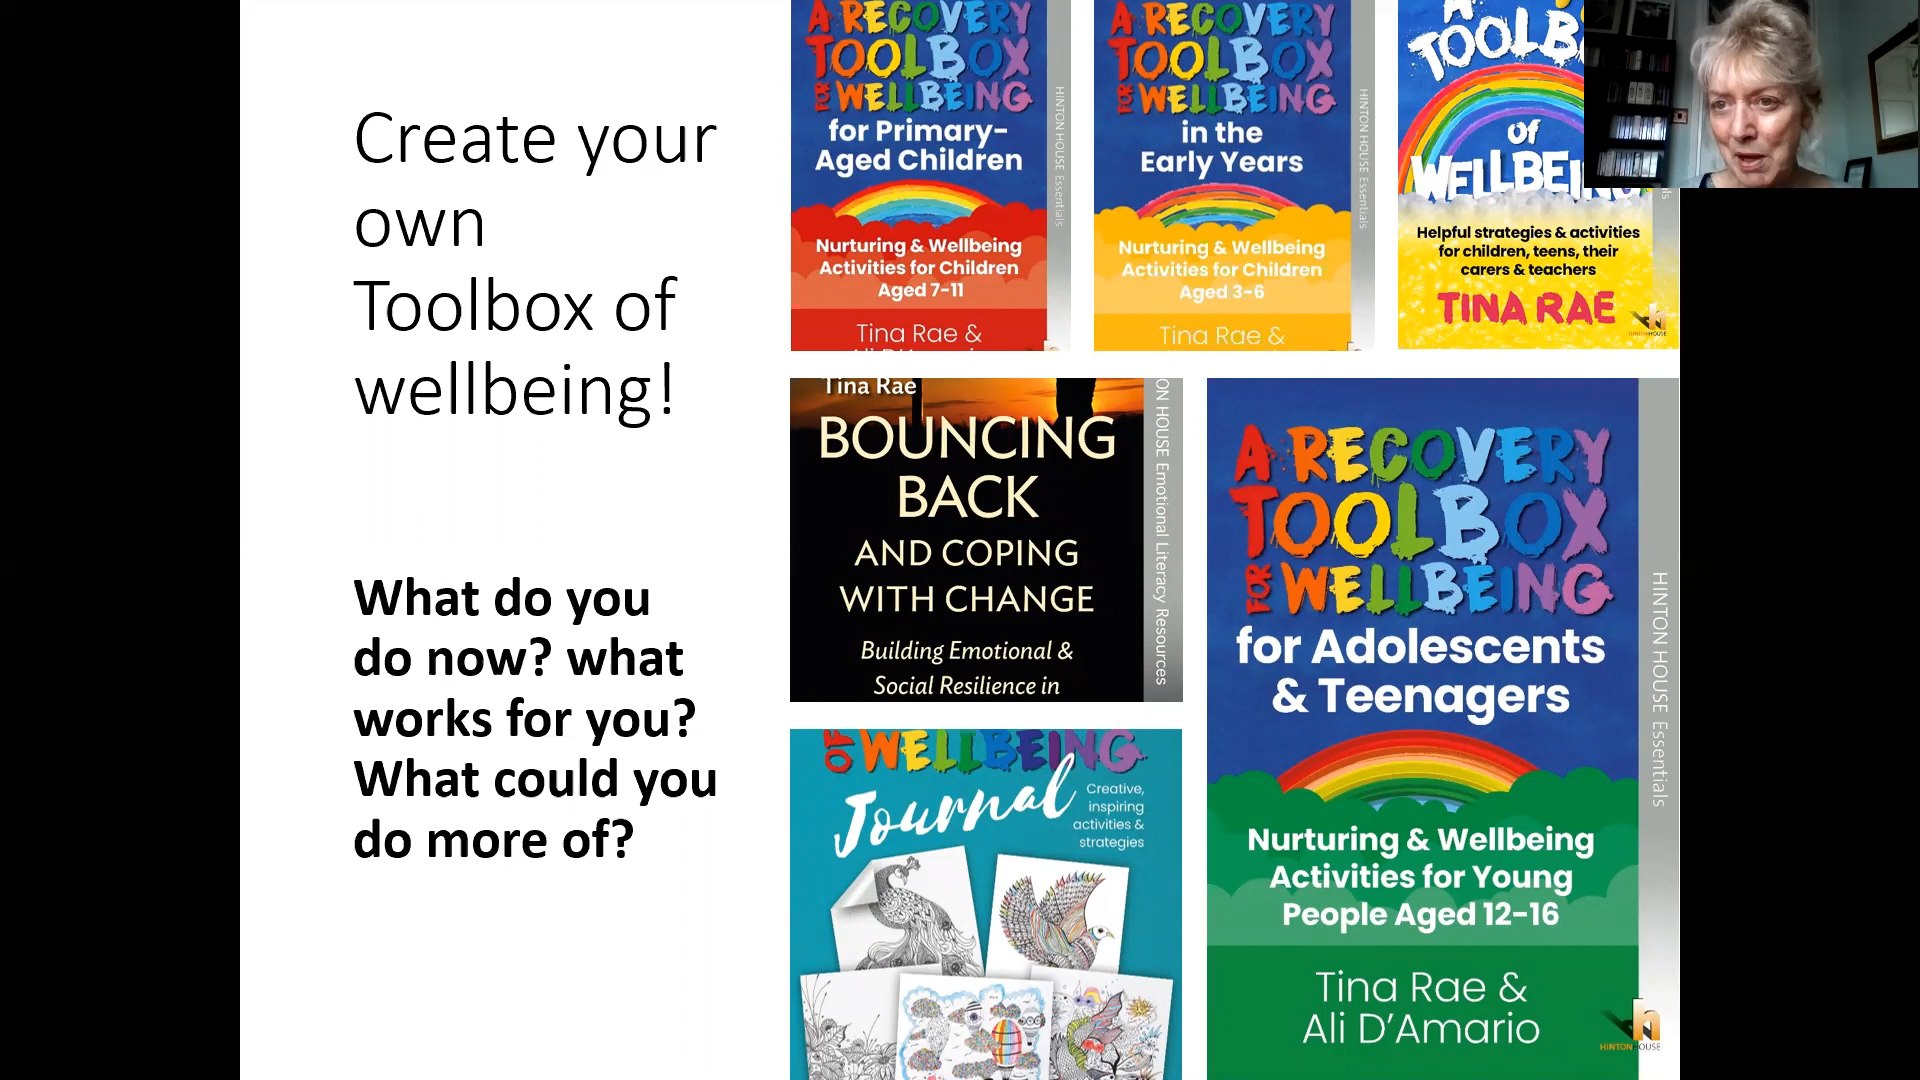 Create your
own
Toolbox of
wellbeing!
What do you
do now? what
works for you?
What could you
do more of?
A RECOVERY
TOOLBOX
FOR WELLBEING
for Primary-
Aged Children
Nurturing & Wellbeing
Activities for Children
Aged 7-11
Tina Rae &
HINTON HOUSE Essentials
A RECOVERY
TOOLBOX
FOR WELLBEING
in the
Early Years
Nurturing & Wellbeing
Activities for Children
Aged 3-6
Tina Rae &
HINTON HOUSE Essentials
of
Helpful strategies & activities
for children, teens, their
carers & teachers
TINA RAE
HINTONHOUSE
Tina Rae
BOUNCING
BACK
AND COPING
WITH CHANGE
Building Emotional &
Social Resilience in
ON HOUSE Emotional Literacy Resources
A RECOVERY
TOOLBOX
FOR WELLBEING
for Adolescents
& Teenagers
Nurturing & Wellbeing
Activities for Young
People Aged 12-16
Tina Rae &
Ali D'Amario
HINTON HOUSE Essentials
HINTONHOUSE
OF WELLBEING
Journal
Creative,
inspiring
activities &
strategies